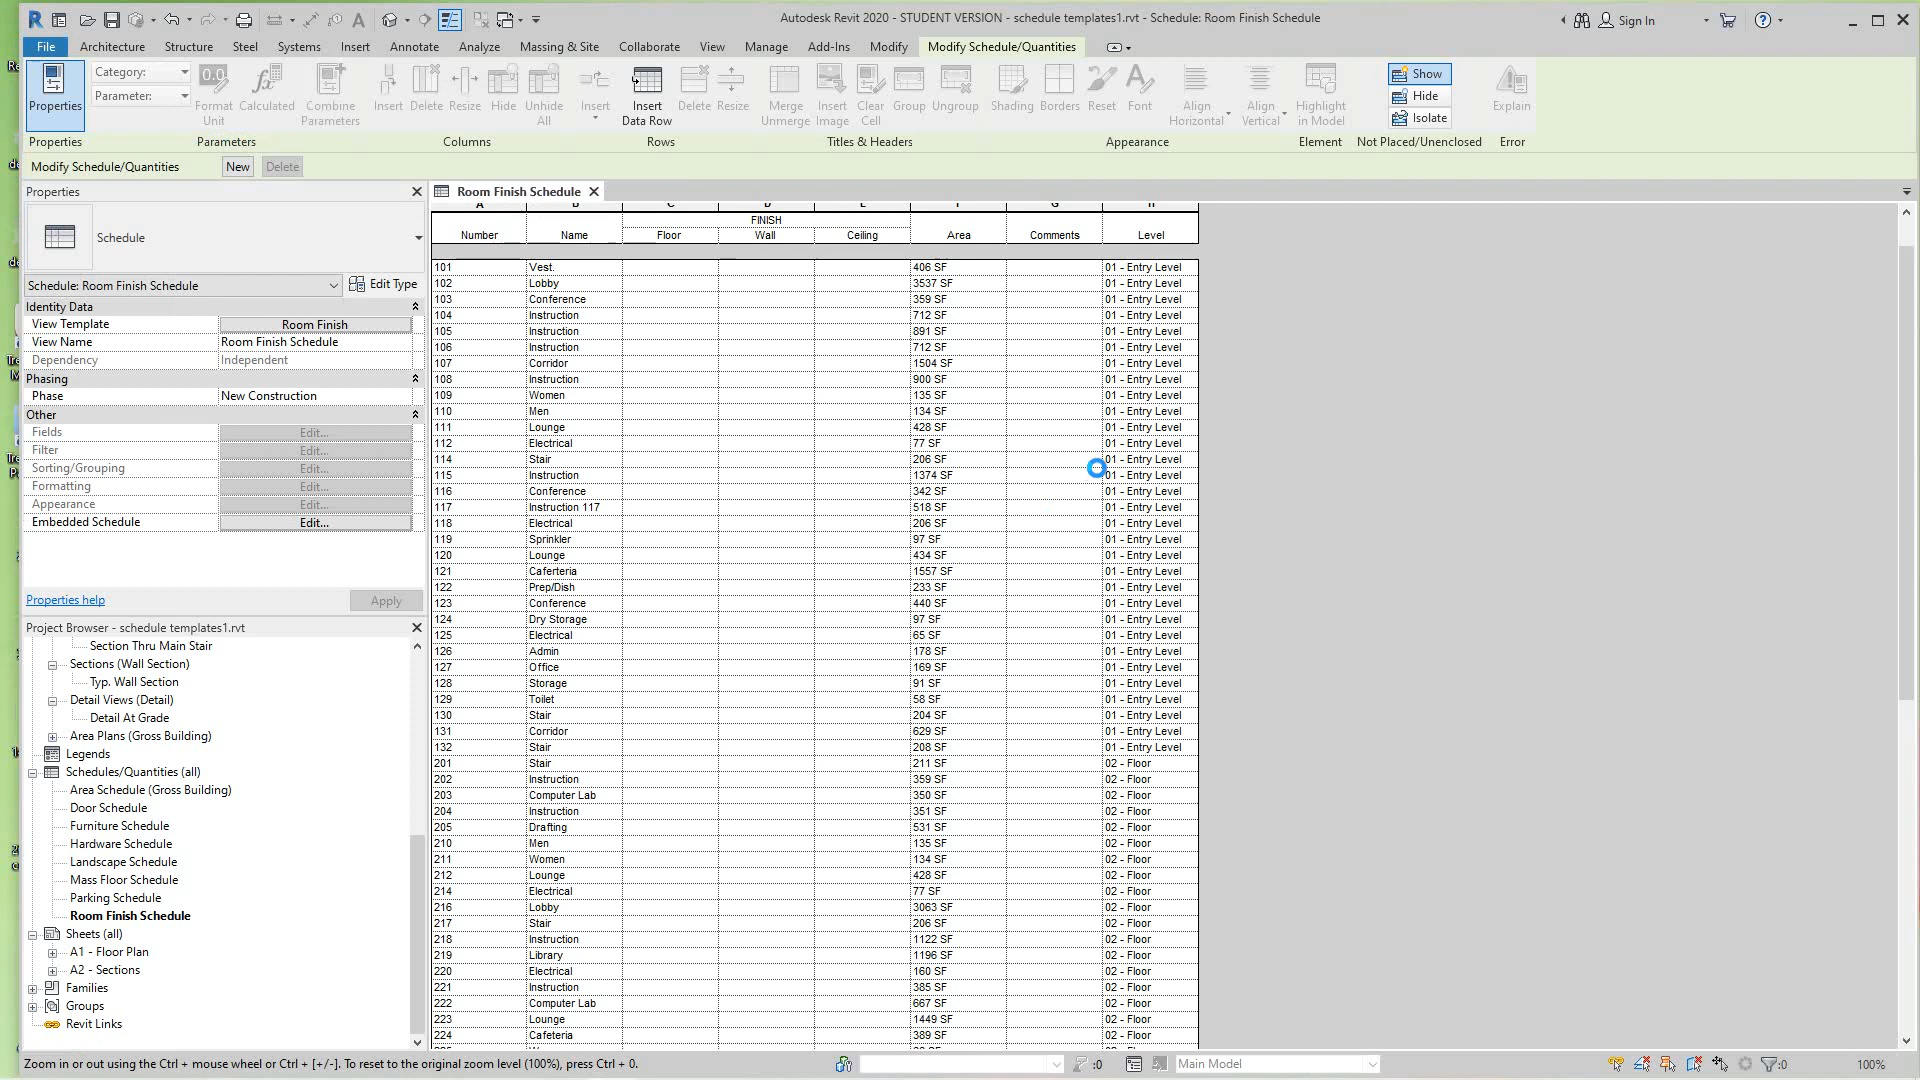 Autodesk Revit 2020 - STUDENT VERSION - schedule templates1.rvt - Schedule: Room Finish Schedule
Sign In
File Architecture Structure Steel Systems Insert Annotate Analyze Massing & Site Collaborate View Manage Add-Ins Modify Modify Schedule/Quantities
Properties
Category:
Parameter:
Format Unit
Calculated
Combine Parameters
Insert
Delete
Resize
Hide
Unhide All
Insert
Insert Data Row
Delete
Resize
Merge Unmerge
Insert Image
Clear Cell
Group
Ungroup
Shading
Borders
Reset
Font
Align Horizontal
Align Vertical
Highlight in Model
Show
Hide
Isolate
Explain
Properties Parameters Columns Rows Titles & Headers Appearance Element Not Placed/Unenclosed Error
Modify Schedule/Quantities New Delete
Properties
Schedule
Schedule: Room Finish Schedule Edit Type
Identity Data
View Template Room Finish
View Name Room Finish Schedule
Dependency Independent
Phasing
Phase New Construction
Other
Fields Edit...
Filter Edit...
Sorting/Grouping Edit...
Formatting Edit...
Appearance Edit...
Embedded Schedule Edit...
Properties help Apply
Project Browser - schedule templates1.rvt
Section Thru Main Stair
Sections (Wall Section)
Typ. Wall Section
Detail Views (Detail)
Detail At Grade
Area Plans (Gross Building)
Legends
Schedules/Quantities (all)
Area Schedule (Gross Building)
Door Schedule
Furniture Schedule
Hardware Schedule
Landscape Schedule
Mass Floor Schedule
Parking Schedule
Room Finish Schedule
Sheets (all)
A1 - Floor Plan
A2 - Sections
Families
Groups
Revit Links
Room Finish Schedule
FINISH
Number Name Floor Wall Ceiling Area Comments Level
101 Vest. 406 SF 01 - Entry Level
102 Lobby 3537 SF 01 - Entry Level
103 Conference 359 SF 01 - Entry Level
104 Instruction 712 SF 01 - Entry Level
105 Instruction 891 SF 01 - Entry Level
106 Instruction 712 SF 01 - Entry Level
107 Corridor 1504 SF 01 - Entry Level
108 Instruction 900 SF 01 - Entry Level
109 Women 135 SF 01 - Entry Level
110 Men 134 SF 01 - Entry Level
111 Lounge 428 SF 01 - Entry Level
112 Electrical 77 SF 01 - Entry Level
114 Stair 206 SF 01 - Entry Level
115 Instruction 1374 SF 01 - Entry Level
116 Conference 342 SF 01 - Entry Level
117 Instruction 117 518 SF 01 - Entry Level
118 Electrical 206 SF 01 - Entry Level
119 Sprinkler 97 SF 01 - Entry Level
120 Lounge 434 SF 01 - Entry Level
121 Caferteria 1557 SF 01 - Entry Level
122 Prep/Dish 233 SF 01 - Entry Level
123 Conference 440 SF 01 - Entry Level
124 Dry Storage 97 SF 01 - Entry Level
125 Electrical 65 SF 01 - Entry Level
126 Admin 178 SF 01 - Entry Level
127 Office 169 SF 01 - Entry Level
128 Storage 91 SF 01 - Entry Level
129 Toilet 58 SF 01 - Entry Level
130 Stair 204 SF 01 - Entry Level
131 Corridor 629 SF 01 - Entry Level
132 Stair 208 SF 01 - Entry Level
201 Stair 211 SF 02 - Floor
202 Instruction 359 SF 02 - Floor
203 Computer Lab 350 SF 02 - Floor
204 Instruction 351 SF 02 - Floor
205 Drafting 531 SF 02 - Floor
210 Men 135 SF 02 - Floor
211 Women 134 SF 02 - Floor
212 Lounge 428 SF 02 - Floor
214 Electrical 77 SF 02 - Floor
216 Lobby 3063 SF 02 - Floor
217 Stair 206 SF 02 - Floor
218 Instruction 1122 SF 02 - Floor
219 Library 1196 SF 02 - Floor
220 Electrical 160 SF 02 - Floor
221 Instruction 385 SF 02 - Floor
222 Computer Lab 667 SF 02 - Floor
223 Lounge 1449 SF 02 - Floor
224 Cafeteria 389 SF 02 - Floor
Zoom in or out using the Ctrl + mouse wheel or Ctrl + [+/-]. To reset to the original zoom level (100%), press Ctrl + 0. :0 Main Model :0 100%